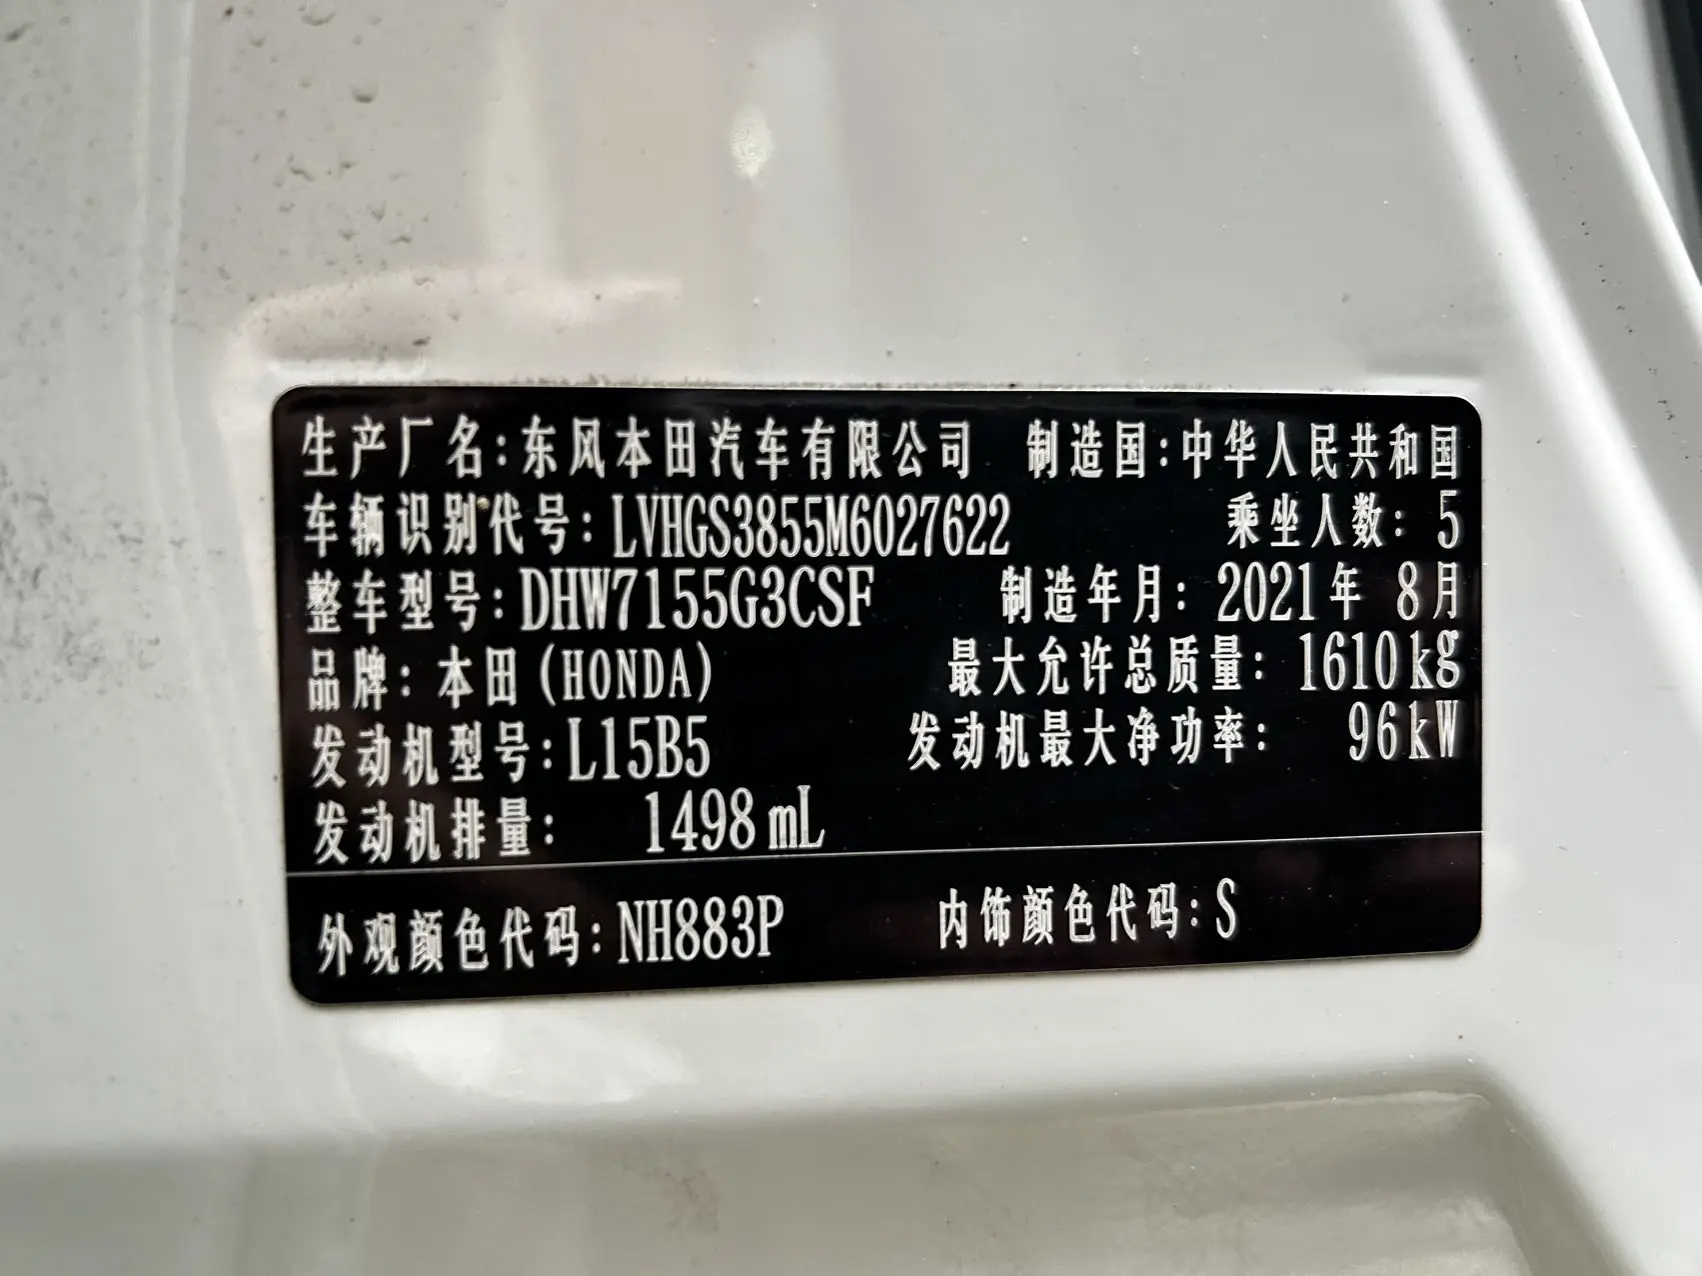 生产厂名:东风本田汽车有限公司 制造国:中华人民共和国
车辆识别代号:LVHGS3855M6027622 乘坐人数: 5
整车型号:DHW7155G3CSF 制造年月: 2021年 8月
品牌: 本田(HONDA) 最大允许总质量: 1610kg
发动机型号:L15B5 发动机最大净功率: 96kW
发动机排量: 1498mL
外观颜色代码:NH883P 内饰颜色代码:S